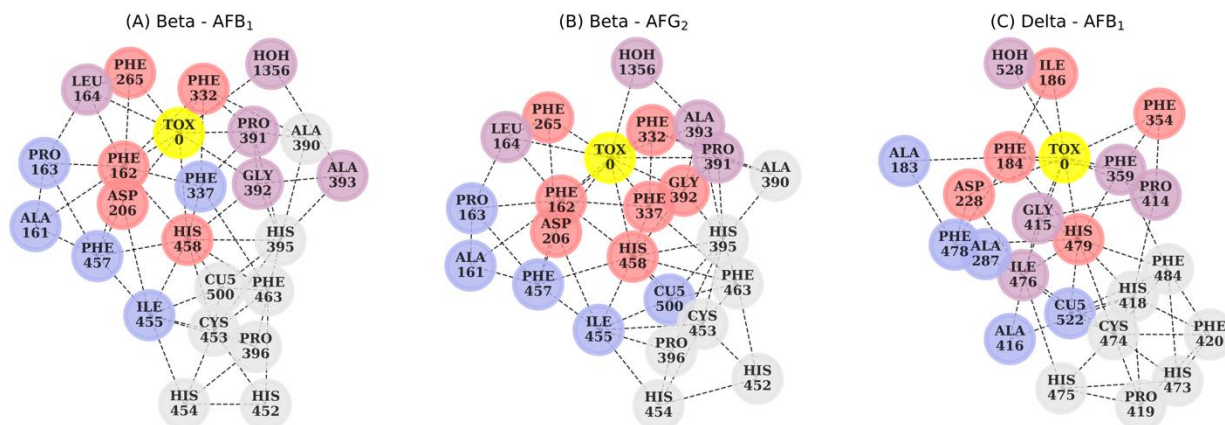 (A) Beta - AFB₁
PHE
265
LEU
164
PHE
332
HOH
1356
TOX
0
PRO
391
ALA
390
PRO
163
PHE
162
PHE
337
GLY
392
ALA
393
ASP
206
ALA
161
PHE
457
HIS
458
HIS
395
CU5
500
PHE
463
ILE
455
CYS
453
PRO
396
HIS
454
HIS
452
(B) Beta - AFG₂
HOH
1356
PHE
265
LEU
164
PHE
332
ALA
393
TOX
0
PRO
391
ALA
390
GLY
392
PRO
163
PHE
162
PHE
337
ASP
206
HIS
458
HIS
395
ALA
161
PHE
457
CU5
500
PHE
463
ILE
455
CYS
453
PRO
396
HIS
452
HIS
454
(C) Delta - AFB₁
HOH
528
ILE
186
PHE
354
ALA
183
PHE
184
TOX
0
PHE
359
ASP
228
PRO
414
GLY
415
PHE
478
ALA
287
HIS
479
ILE
476
PHE
484
HIS
418
CU5
522
ALA
416
CYS
474
PHE
420
HIS
475
HIS
473
PRO
419